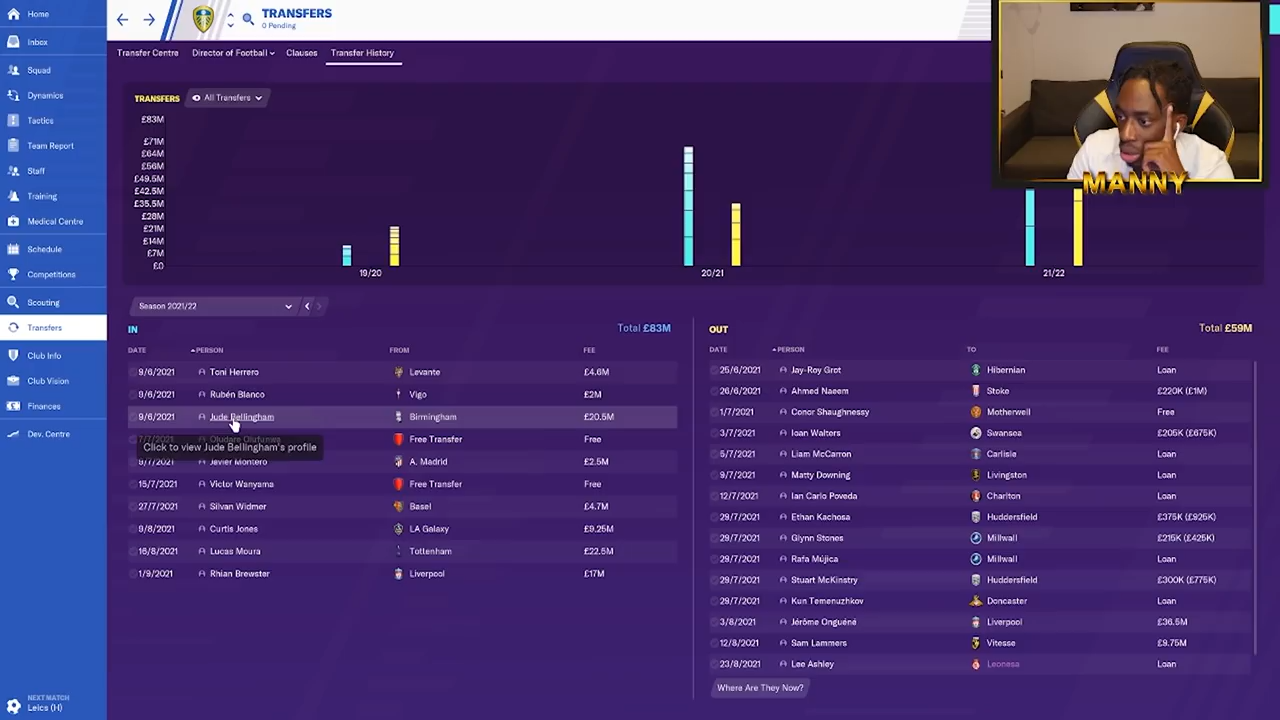 Home
Inbox
Squad
Dynamics
Tactics
Team Report
Staff
Training
Medical Centre
Schedule
Competitions
Scouting
Transfers
Club Info
Club Vision
Finances
Dev. Centre
NEXT MATCH
Leics (H)
TRANSFERS
0 Pending
Transfer Centre
Director of Football
Clauses
Transfer History
MANNY
TRANSFERS All Transfers
£83M
£71M
£64M
£56M
£49.5M
£42.5M
£35.5M
£28M
£21M
£14M
£7M
£0
19/20 20/21 21/22
Season 2021/22
IN Total £83M
DATE PERSON FROM FEE
9/6/2021 Toni Herrero Levante £4.6M
9/6/2021 Rubén Blanco Vigo £2M
9/6/2021 Jude Bellingham Birmingham £20.5M
Free Transfer Free
Click to view Jude Bellingham's profile
Javier Montero A. Madrid £2.5M
15/7/2021 Victor Wanyama Free Transfer Free
27/7/2021 Silvan Widmer Basel £4.7M
9/8/2021 Curtis Jones LA Galaxy £9.25M
16/8/2021 Lucas Moura Tottenham £22.5M
1/9/2021 Rhian Brewster Liverpool £17M
OUT Total £59M
DATE PERSON TO FEE
25/6/2021 Jay-Roy Grot Hibernian Loan
26/6/2021 Ahmed Naeem Stoke £220K (£1M)
1/7/2021 Conor Shaughnessy Motherwell Free
3/7/2021 Ioan Walters Swansea £205K (£675K)
5/7/2021 Liam McCarron Carlisle Loan
9/7/2021 Matty Downing Livingston Loan
12/7/2021 Ian Carlo Poveda Charlton Loan
29/7/2021 Ethan Kachosa Huddersfield £375K (£925K)
29/7/2021 Glynn Stones Millwall £215K (£425K)
29/7/2021 Rafa Mújica Millwall Loan
29/7/2021 Stuart McKinstry Huddersfield £300K (£775K)
29/7/2021 Kun Temenuzhkov Doncaster Loan
3/8/2021 Jérôme Onguéné Liverpool £36.5M
12/8/2021 Sam Lammers Vitesse £9.75M
23/8/2021 Lee Ashley Leonesa Loan
Where Are They Now?